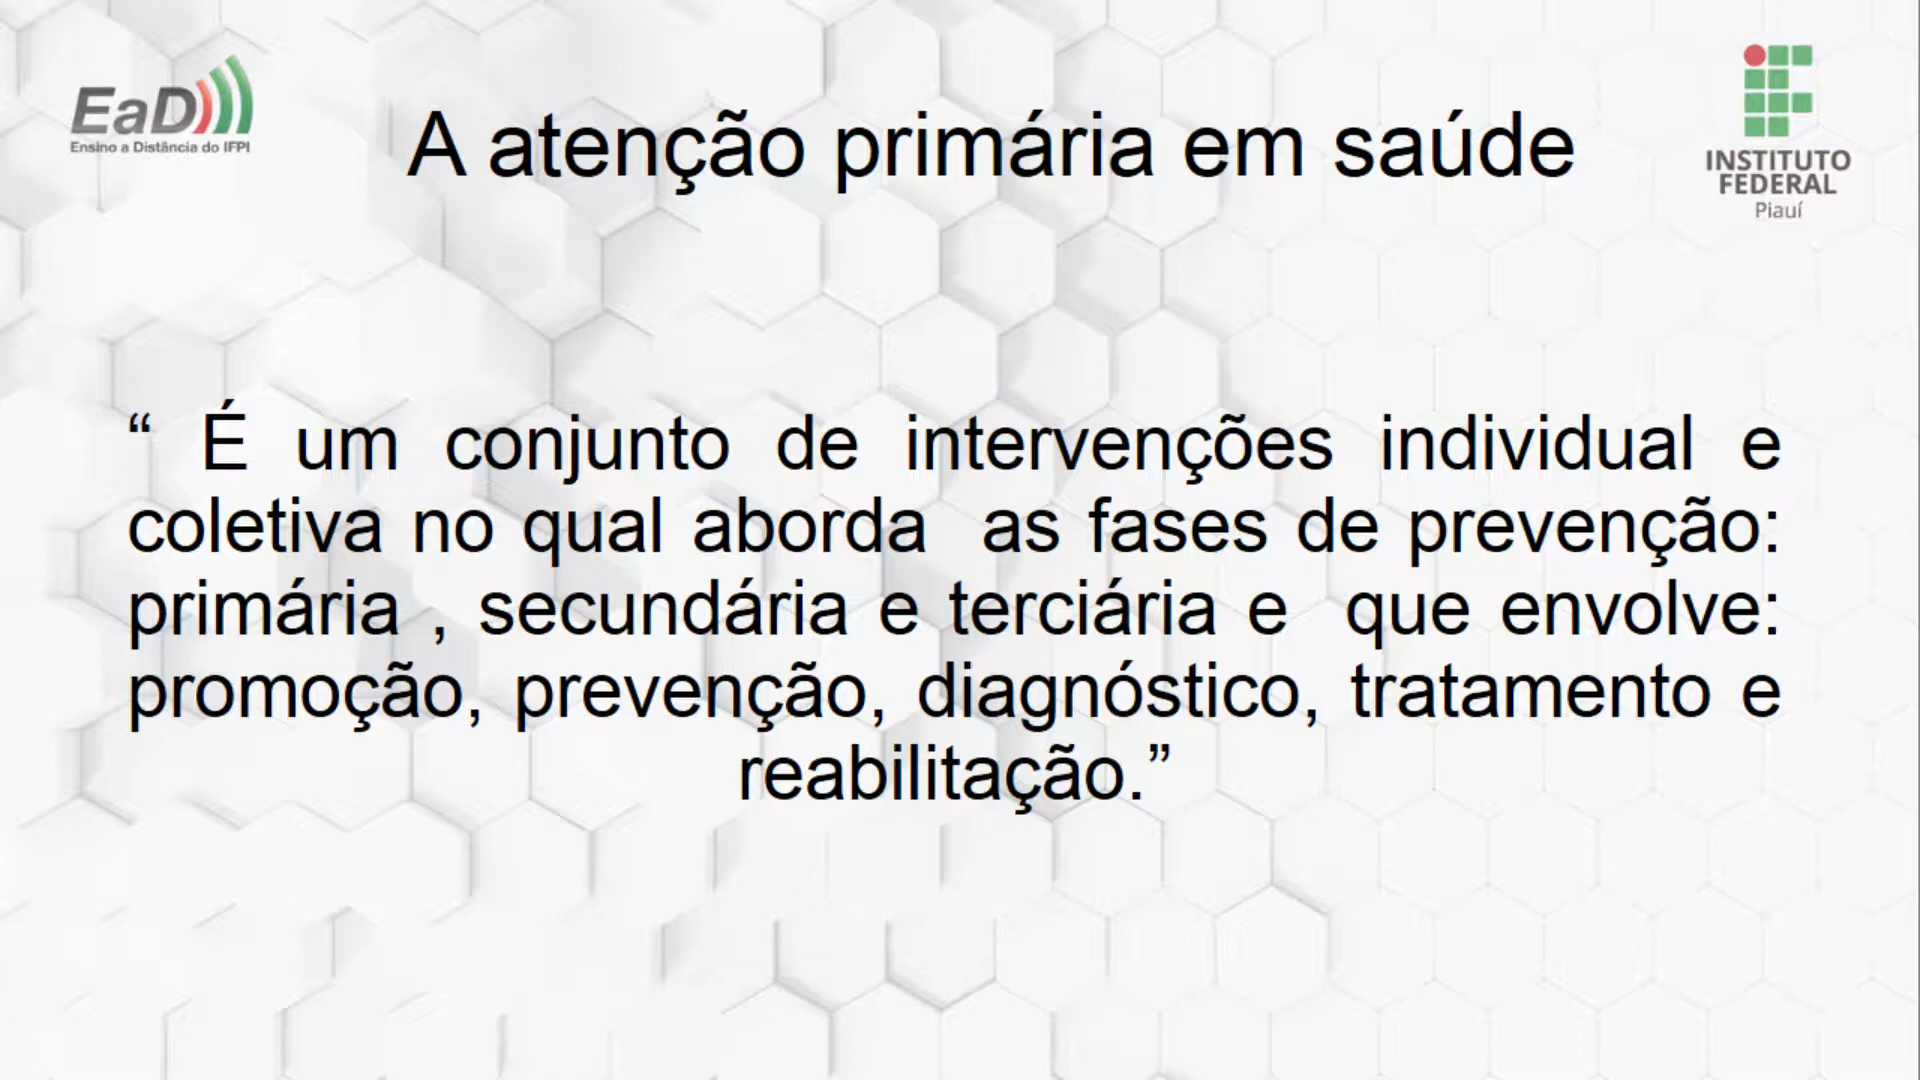 EaD
Ensino a Distância do IFPI
A atenção primária em saúde
INSTITUTO
FEDERAL
Piauí
“ É um conjunto de intervenções individual e
coletiva no qual aborda  as fases de prevenção:
primária , secundária e terciária e  que envolve:
promoção, prevenção, diagnóstico, tratamento e
reabilitação.”